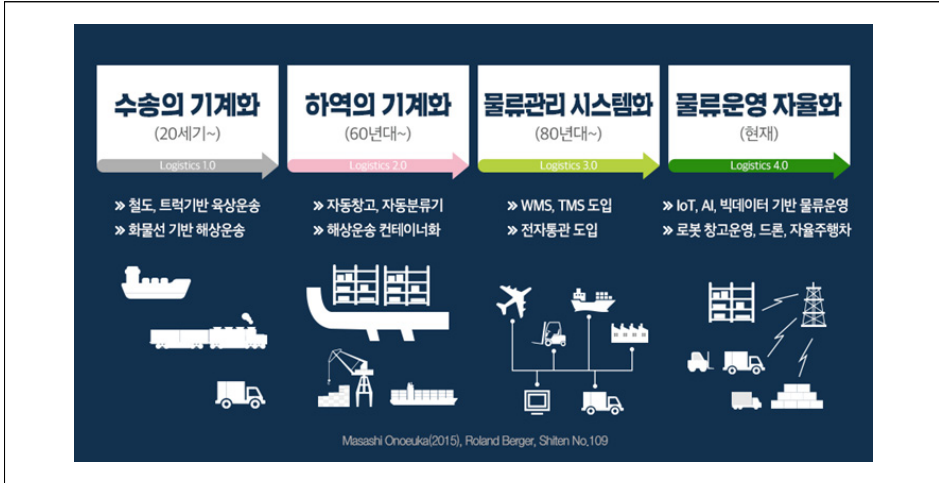 수송의 기계화
(20세기~)
Logistics 1.0
» 철도, 트럭기반 육상운송
» 화물선 기반 해상운송
하역의 기계화
(60년대~)
Logistics 2.0
» 자동창고, 자동분류기
» 해상운송 컨테이너화
물류관리 시스템화
(80년대~)
Logistics 3.0
» WMS, TMS 도입
» 전자통관 도입
물류운영 자율화
(현재)
Logistics 4.0
» IoT, AI, 빅데이터 기반 물류운영
» 로봇 창고운영, 드론, 자율주행차
Masashi Onoeuka(2015), Roland Berger, Shiten No.109